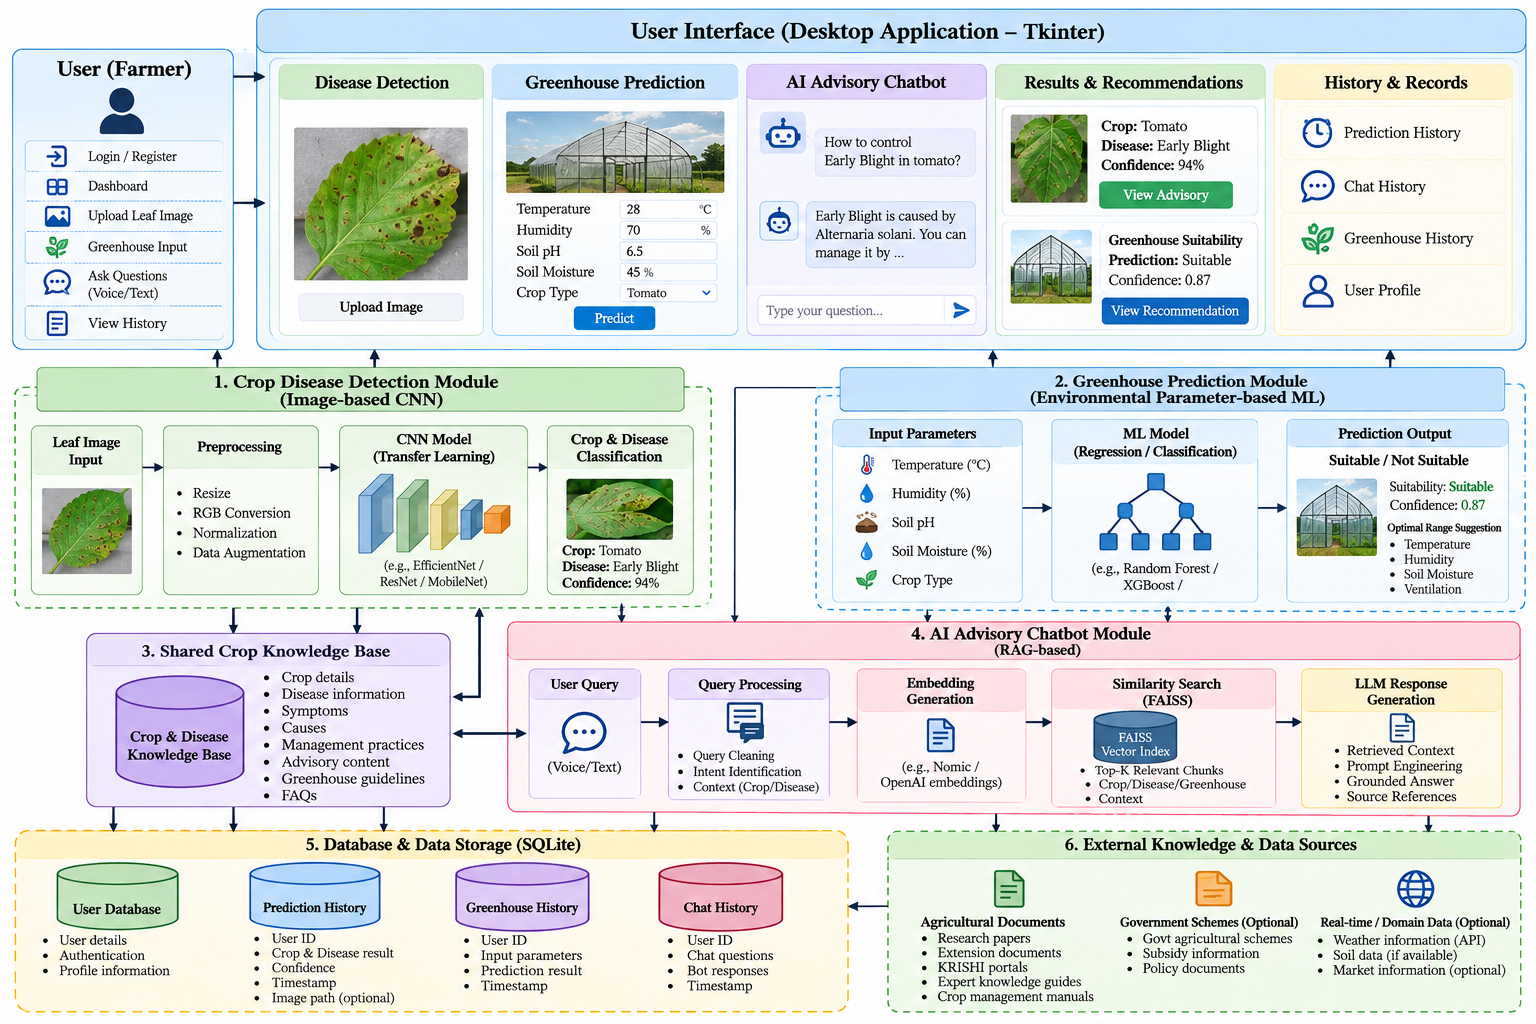 User Interface (Desktop Application – Tkinter)
User (Farmer)
Login / Register
Dashboard
Upload Leaf Image
Greenhouse Input
Ask Questions
(Voice/Text)
View History
Disease Detection
Upload Image
Greenhouse Prediction
Temperature 28 °C
Humidity 70 %
Soil pH 6.5
Soil Moisture 45 %
Crop Type Tomato
Predict
AI Advisory Chatbot
How to control
Early Blight in tomato?
Early Blight is caused by
Alternaria solani. You can
manage it by ...
Type your question...
Results & Recommendations
Crop: Tomato
Disease: Early Blight
Confidence: 94%
View Advisory
Greenhouse Suitability
Prediction: Suitable
Confidence: 0.87
View Recommendation
History & Records
Prediction History
Chat History
Greenhouse History
User Profile
1. Crop Disease Detection Module
(Image-based CNN)
Leaf Image
Input
Preprocessing
• Resize
• RGB Conversion
• Normalization
• Data Augmentation
CNN Model
(Transfer Learning)
(e.g., EfficientNet /
ResNet / MobileNet)
Crop & Disease
Classification
Crop: Tomato
Disease: Early Blight
Confidence: 94%
2. Greenhouse Prediction Module
(Environmental Parameter-based ML)
Input Parameters
Temperature (°C)
Humidity (%)
Soil pH
Soil Moisture (%)
Crop Type
ML Model
(Regression / Classification)
(e.g., Random Forest /
XGBoost /
Prediction Output
Suitable / Not Suitable
Suitability: Suitable
Confidence: 0.87
Optimal Range Suggestion
• Temperature
• Humidity
• Soil Moisture
• Ventilation
3. Shared Crop Knowledge Base
Crop & Disease
Knowledge Base
• Crop details
• Disease information
• Symptoms
• Causes
• Management practices
• Advisory content
• Greenhouse guidelines
• FAQs
4. AI Advisory Chatbot Module
(RAG-based)
User Query
(Voice/Text)
Query Processing
• Query Cleaning
• Intent Identification
• Context (Crop/Disease)
Embedding
Generation
(e.g., Nomic /
OpenAI embeddings)
Similarity Search
(FAISS)
FAISS
Vector Index
• Top-K Relevant Chunks
• Crop/Disease/Greenhouse
• Context
LLM Response
Generation
• Retrieved Context
• Prompt Engineering
• Grounded Answer
• Source References
5. Database & Data Storage (SQLite)
User Database
• User details
• Authentication
• Profile information
Prediction History
• User ID
• Crop & Disease result
• Confidence
• Timestamp
• Image path (optional)
Greenhouse History
• User ID
• Input parameters
• Prediction result
• Timestamp
Chat History
• User ID
• Chat questions
• Bot responses
• Timestamp
6. External Knowledge & Data Sources
Agricultural Documents
• Research papers
• Extension documents
• KRISHI portals
• Expert knowledge guides
• Crop management manuals
Government Schemes (Optional)
• Govt agricultural schemes
• Subsidy information
• Policy documents
Real-time / Domain Data (Optional)
• Weather information (API)
• Soil data (if available)
• Market information (optional)